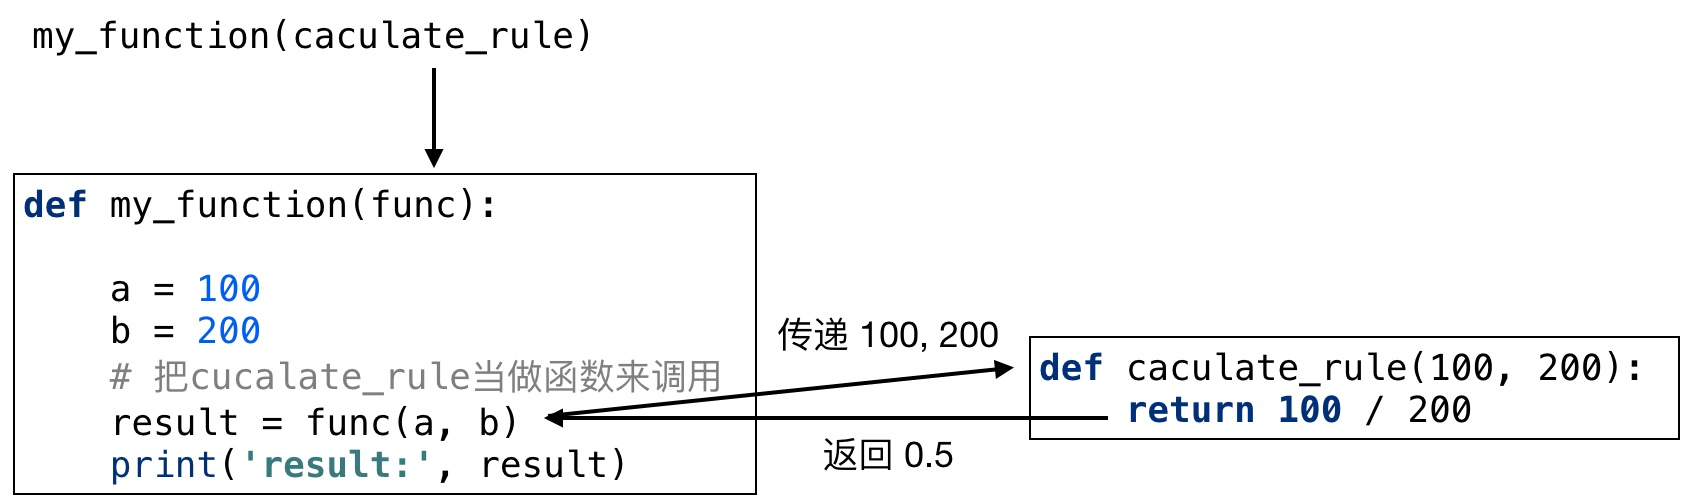 my_function(caculate_rule)
def my_function(func):
a = 100
b = 200
# 把cucalate_rule当做函数来调用
result = func(a, b)
print('result:', result)
传递 100, 200
def caculate_rule(100, 200):
return 100 / 200
返回 0.5